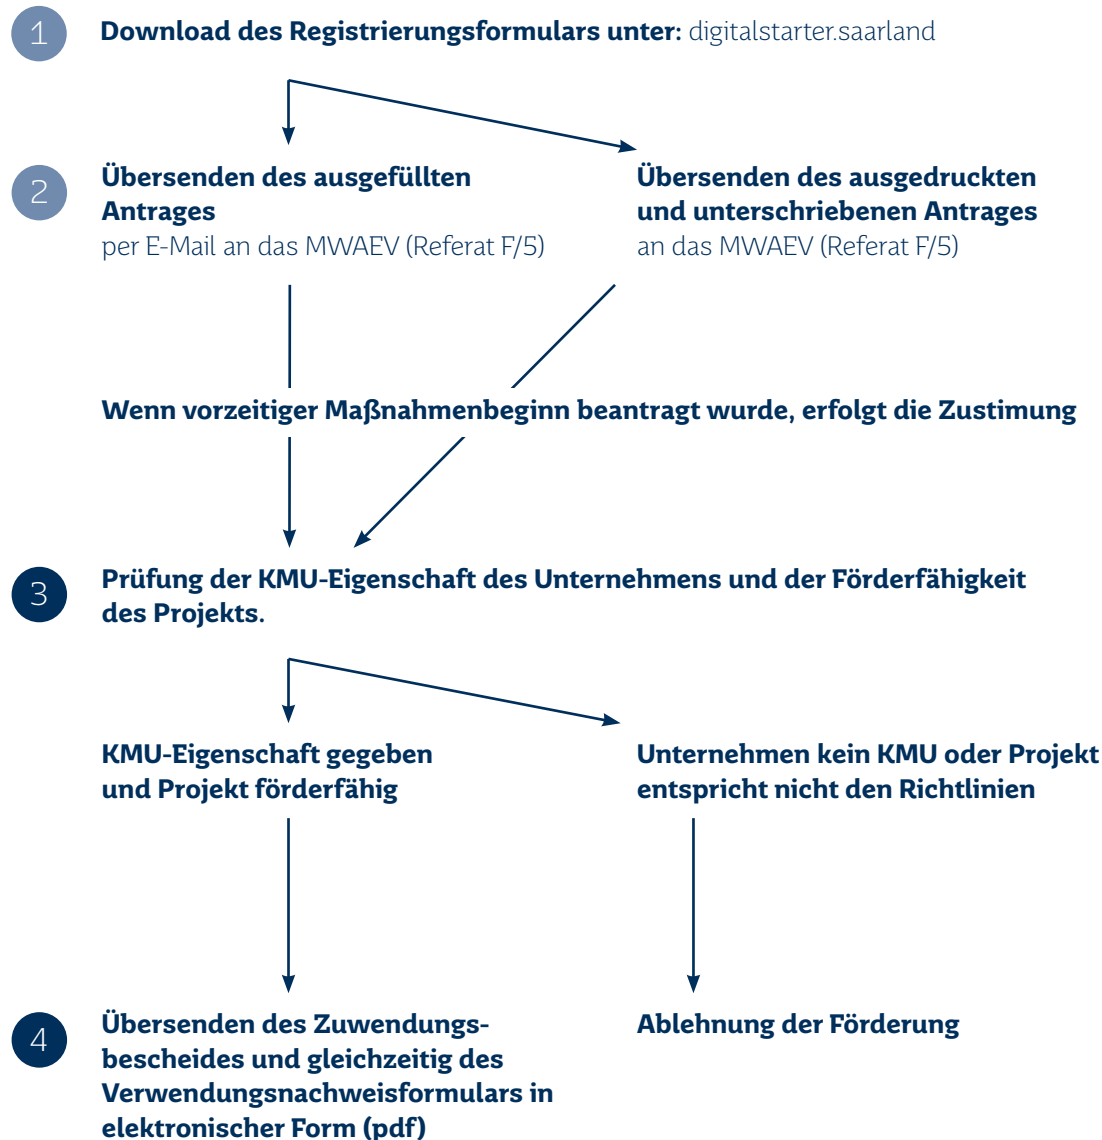 1
Download des Registrierungsformulars unter: digitalstarter.saarland
2
Übersenden des ausgefüllten
Antrages
per E-Mail an das MWAEV (Referat F/5)
Übersenden des ausgedruckten
und unterschriebenen Antrages
an das MWAEV (Referat F/5)
Wenn vorzeitiger Maßnahmenbeginn beantragt wurde, erfolgt die Zustimung
3
Prüfung der KMU-Eigenschaft des Unternehmens und der Förderfähigkeit
des Projekts.
KMU-Eigenschaft gegeben
und Projekt förderfähig
Unternehmen kein KMU oder Projekt
entspricht nicht den Richtlinien
4
Übersenden des Zuwendungs-
bescheides und gleichzeitig des
Verwendungsnachweisformulars in
elektronischer Form (pdf)
Ablehnung der Förderung